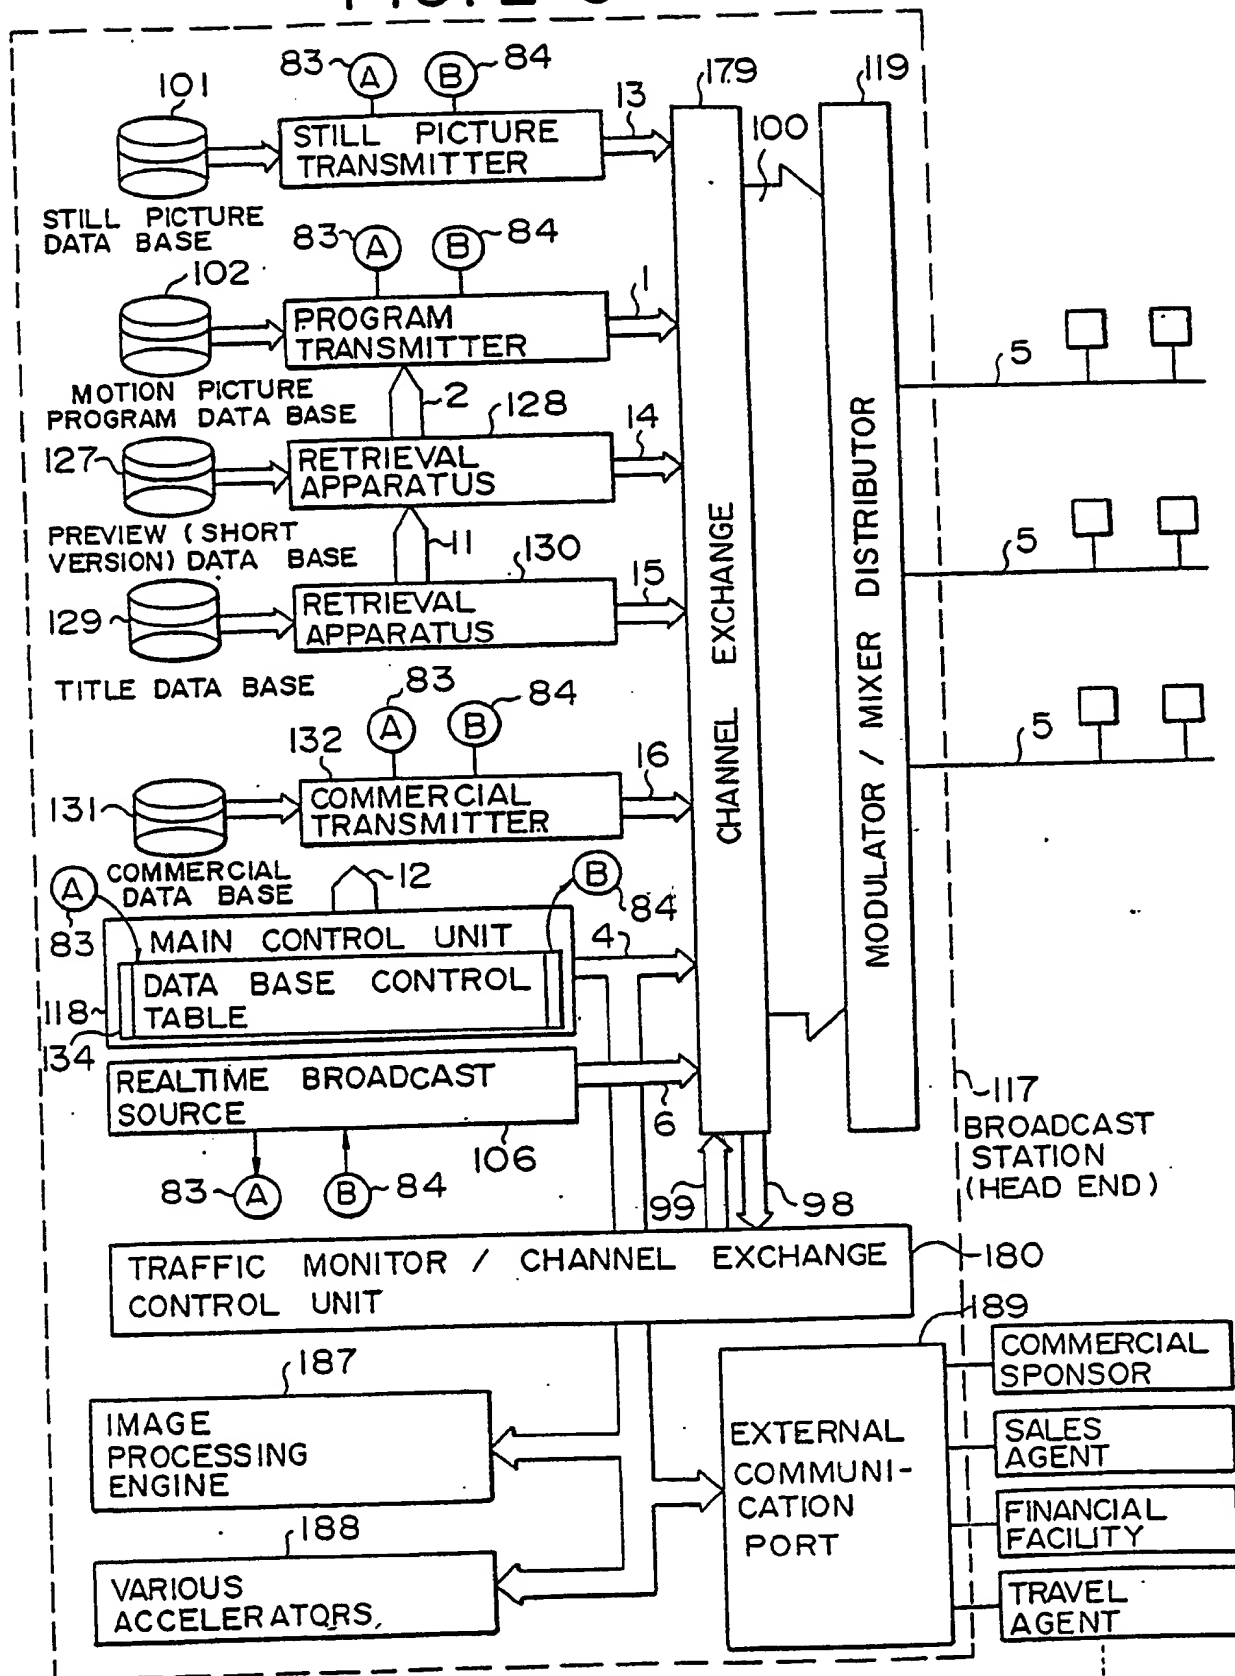 83 A B 84
101
13
179
119
100
STILL PICTURE
TRANSMITTER
STILL PICTURE
DATA BASE
83 A B 84
102
1
PROGRAM
TRANSMITTER
MOTION PICTURE
PROGRAM DATA BASE
2
128
14
5
127
RETRIEVAL
APPARATUS
PREVIEW (SHORT
VERSION) DATA BASE
11
130
15
5
129
RETRIEVAL
APPARATUS
TITLE DATA BASE
83
A B 84
132
16
5
131
COMMERCIAL
TRANSMITTER
COMMERCIAL
DATA BASE
12
CHANNEL EXCHANGE
MODULATOR / MIXER DISTRIBUTOR
A
83
B
84
MAIN CONTROL UNIT
4
DATA BASE CONTROL
TABLE
118
134
REALTIME BROADCAST
SOURCE
6
106
83 A B 84
99
98
117
BROADCAST
STATION
(HEAD END)
TRAFFIC MONITOR / CHANNEL EXCHANGE
CONTROL UNIT
180
189
187
IMAGE
PROCESSING
ENGINE
188
VARIOUS
ACCELERATORS
EXTERNAL
COMMUNI-
CATION
PORT
COMMERCIAL
SPONSOR
SALES
AGENT
FINANCIAL
FACILITY
TRAVEL
AGENT